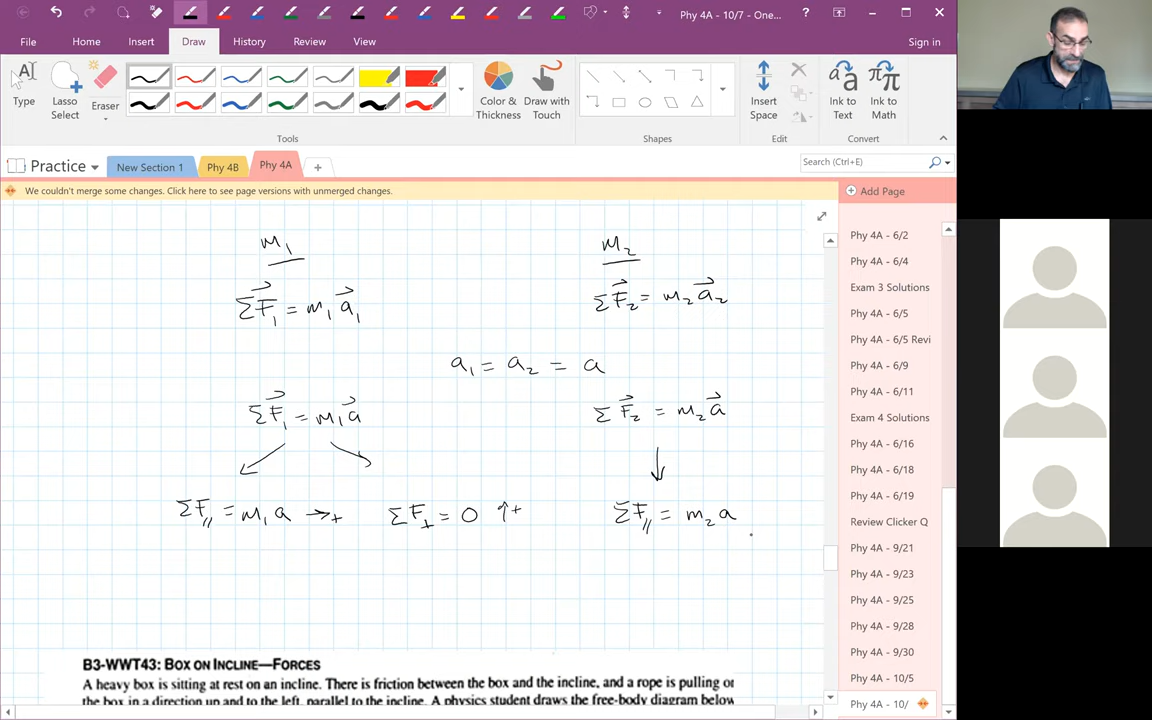 Phy 4A - 10/7 - One...
?
File
Home
Insert
Draw
History
Review
View
Sign in
Type
Lasso Select
Eraser
Color & Thickness
Draw with Touch
Insert Space
Ink to Text
Ink to Math
Tools
Shapes
Edit
Convert
Practice
New Section 1
Phy 4B
Phy 4A
+
Search (Ctrl+E)
We couldn't merge some changes. Click here to see page versions with unmerged changes.
Add Page
m₁
m₂
ΣF⃗₁ = m₁a⃗₁
ΣF⃗₂ = m₂a⃗₂
a₁ = a₂ = a
ΣF⃗₁ = m₁a⃗
ΣF⃗₂ = m₂a⃗
ΣF∥ = m₁a →+
ΣF⊥ = 0 ↑+
ΣF∥ = m₂a
B3-WWT43: BOX ON INCLINE—FORCES
A heavy box is sitting at rest on an incline. There is friction between the box and the incline, and a rope is pulling on
the box in a direction up and to the left, parallel to the incline. A physics student draws the free-body diagram below
Phy 4A - 6/2
Phy 4A - 6/4
Exam 3 Solutions
Phy 4A - 6/5
Phy 4A - 6/5 Revi
Phy 4A - 6/9
Phy 4A - 6/11
Exam 4 Solutions
Phy 4A - 6/16
Phy 4A - 6/18
Phy 4A - 6/19
Review Clicker Q
Phy 4A - 9/21
Phy 4A - 9/23
Phy 4A - 9/25
Phy 4A - 9/28
Phy 4A - 9/30
Phy 4A - 10/5
Phy 4A - 10/